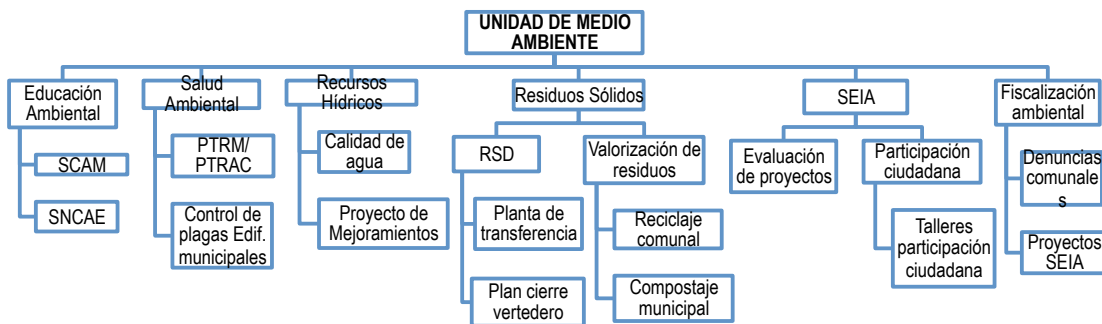 UNIDAD DE MEDIO
AMBIENTE
Educación
Ambiental
SCAM
SNCAE
Salud
Ambiental
PTRM/
PTRAC
Control de
plagas Edif.
municipales
Recursos
Hídricos
Calidad de
agua
Proyecto de
Mejoramientos
Residuos Sólidos
RSD
Planta de
transferencia
Plan cierre
vertedero
Valorización de
residuos
Reciclaje
comunal
Compostaje
municipal
SEIA
Evaluación
de proyectos
Participación
ciudadana
Talleres
participación
ciudadana
Fiscalización
ambiental
Denuncias
comunale
s
Proyectos
SEIA